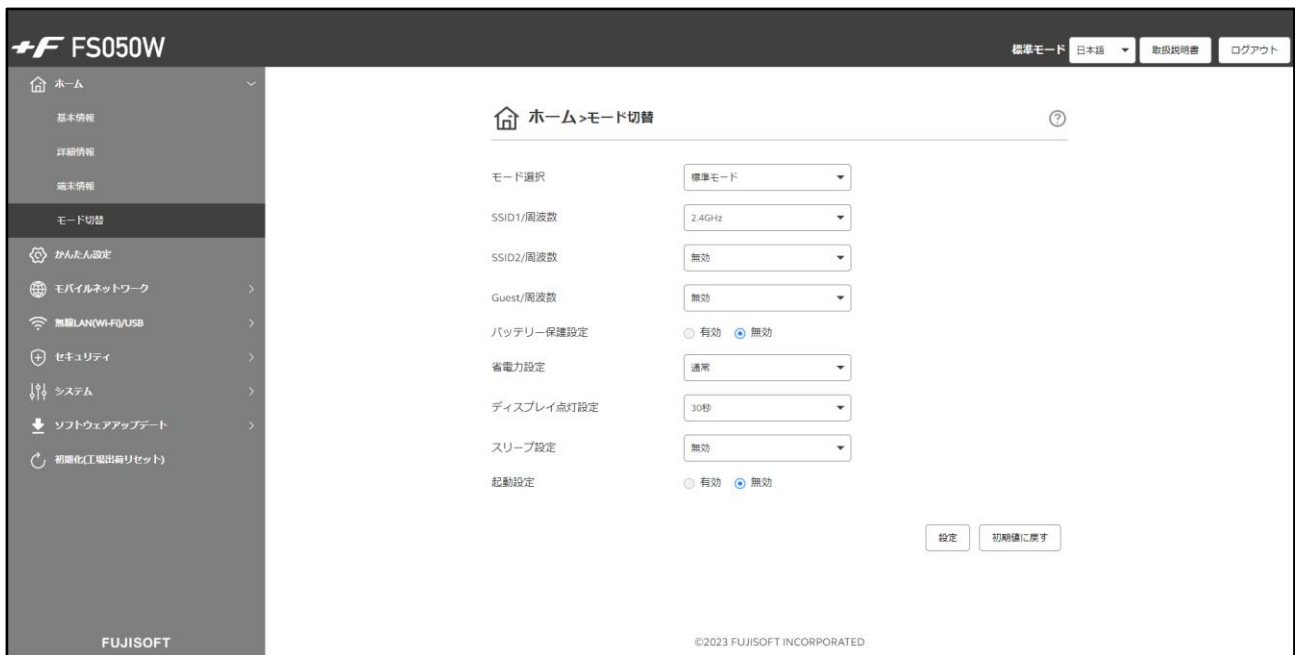 +F FS050W
標準モード 日本語 取扱説明書 ログアウト
ホーム
基本情報
詳細情報
端末情報
モード切替
かんたん設定
モバイルネットワーク
無線LAN(Wi-Fi)/USB
セキュリティ
システム
ソフトウェアアップデート
初期化(工場出荷リセット)
FUJISOFT
ホーム>モード切替 ?
モード選択 標準モード
SSID1/周波数 2.4GHz
SSID2/周波数 無効
Guest/周波数 無効
バッテリー保護設定 有効 無効
省電力設定 通常
ディスプレイ点灯設定 30秒
スリープ設定 無効
起動設定 有効 無効
設定 初期値に戻す
©2023 FUJISOFT INCORPORATED